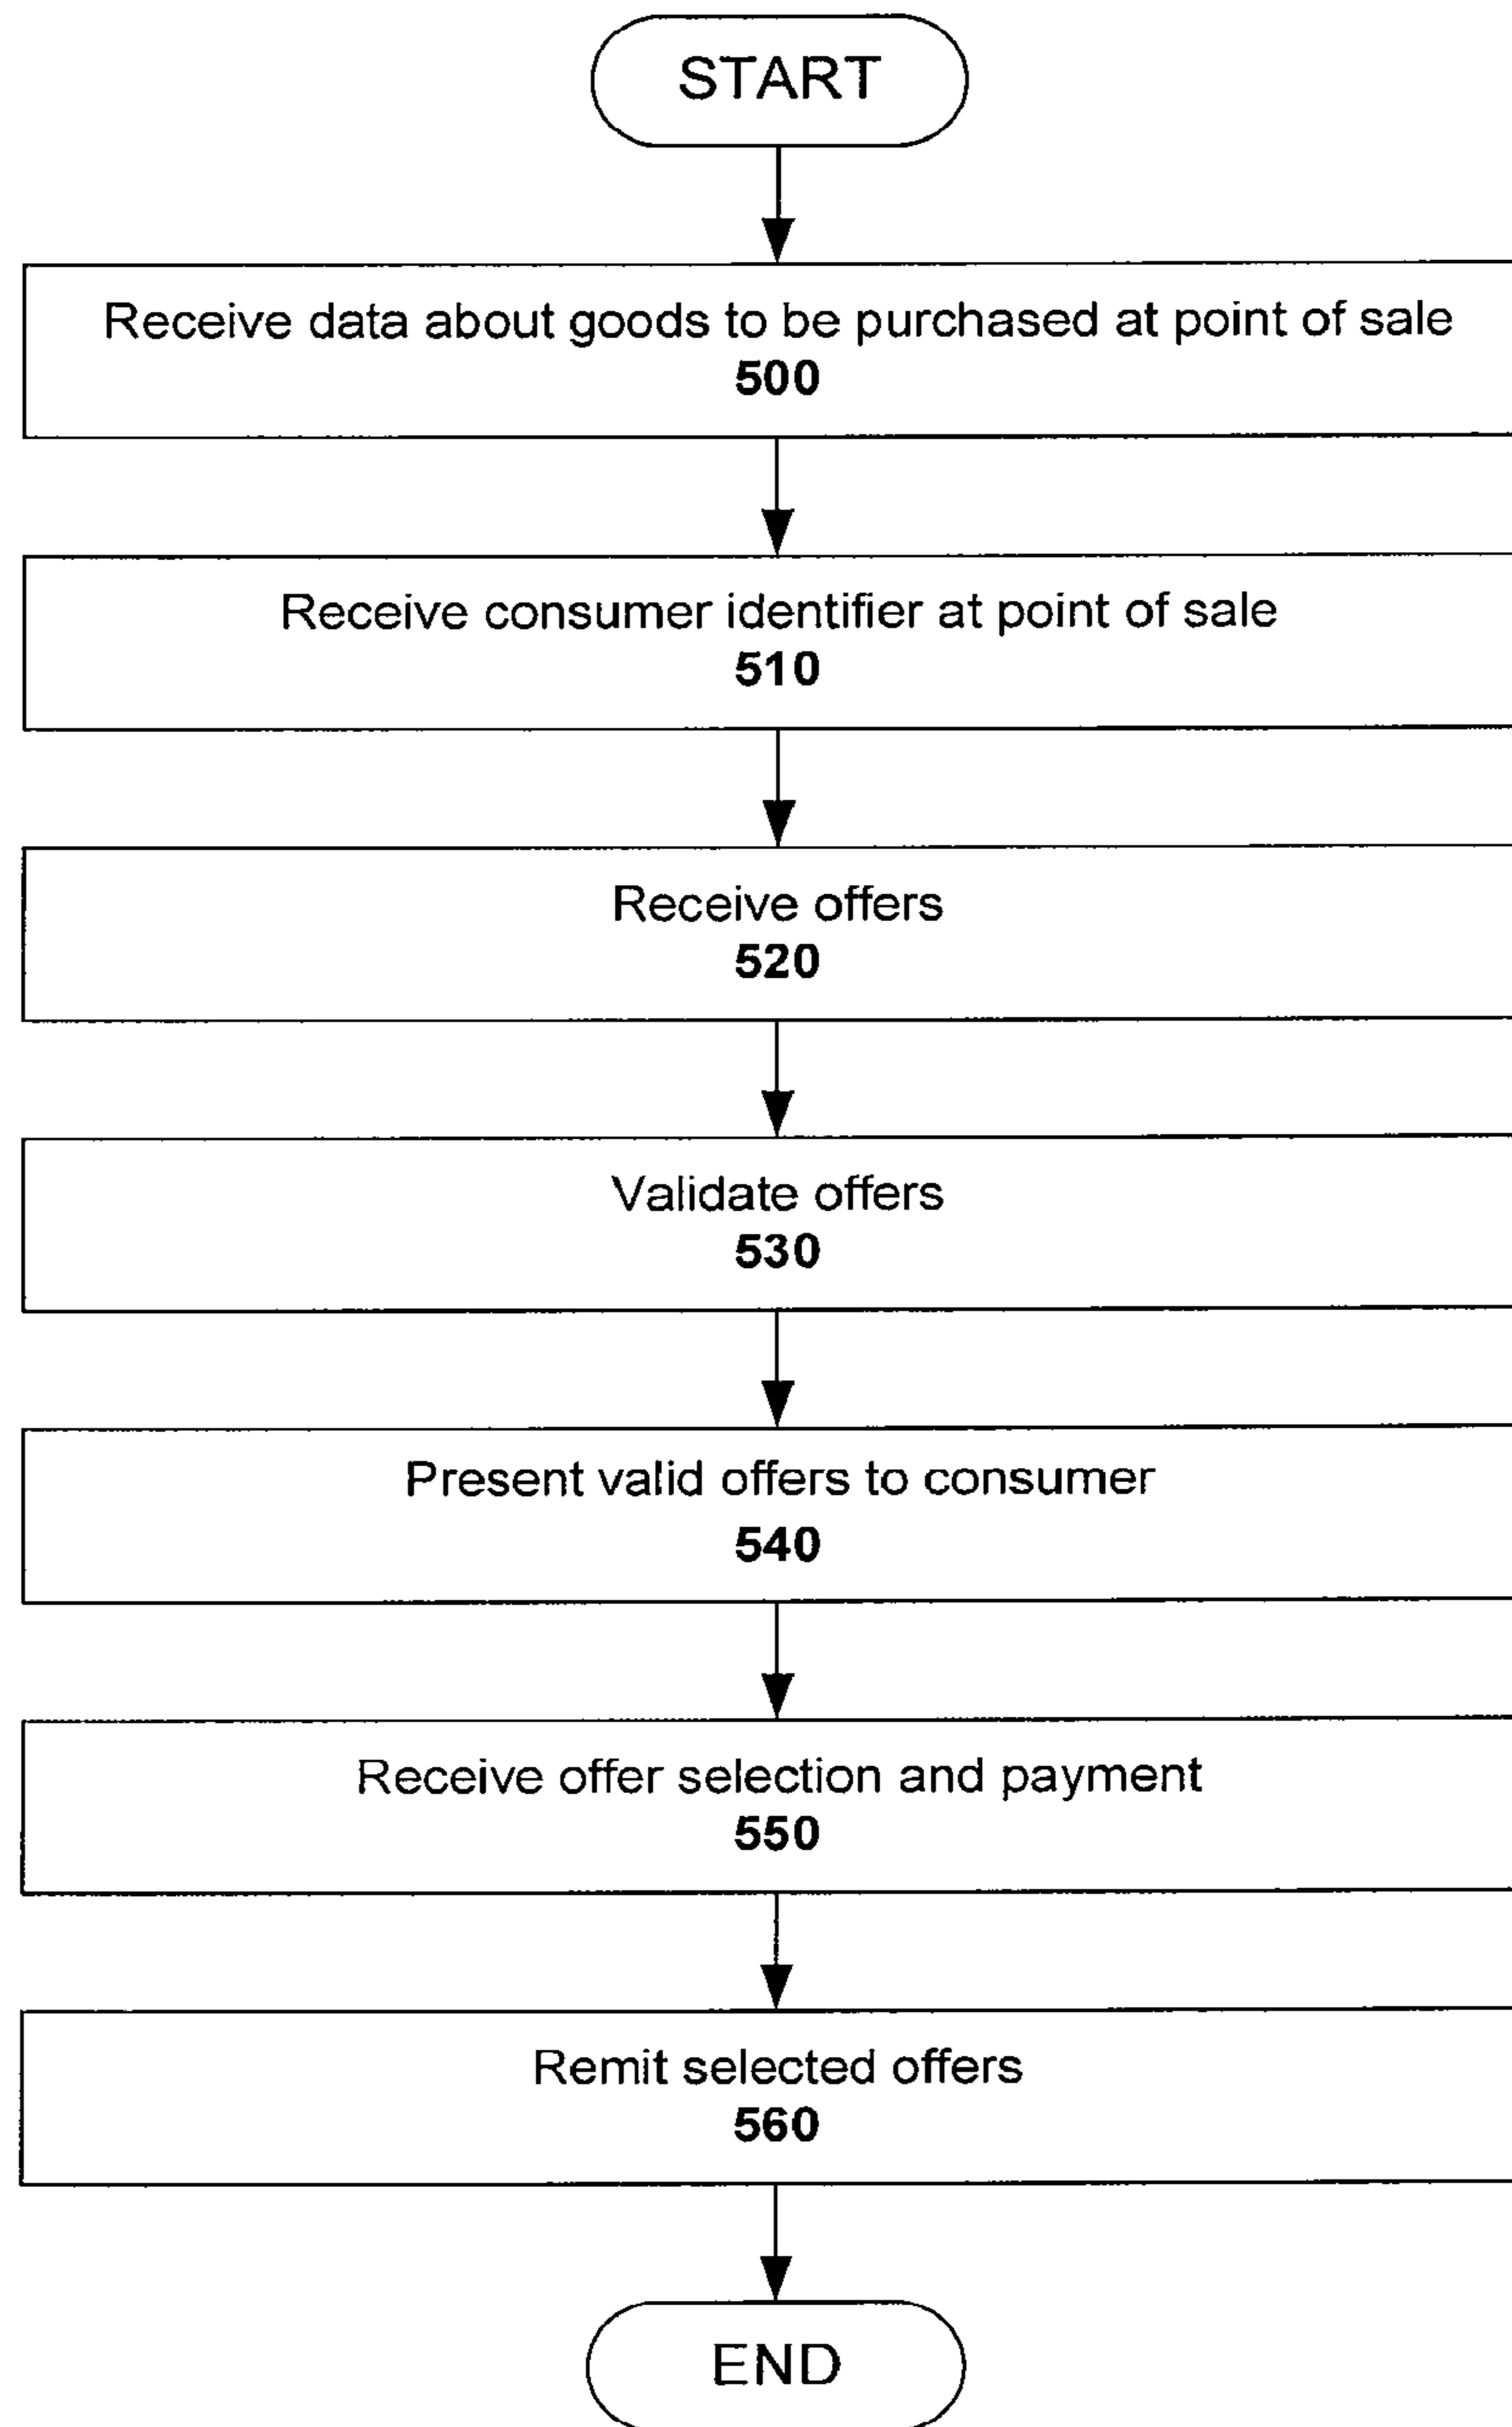 START
Receive data about goods to be purchased at point of sale
500
Receive consumer identifier at point of sale
510
Receive offers
520
Validate offers
530
Present valid offers to consumer
540
Receive offer selection and payment
550
Remit selected offers
560
END